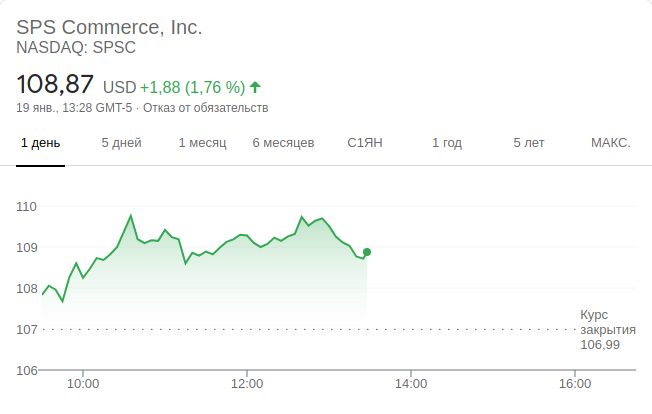 SPS Commerce, Inc.
NASDAQ: SPSC
108,87 USD +1,88 (1,76 %)
19 янв., 13:28 GMT-5 · Отказ от обязательств
1 день 5 дней 1 месяц 6 месяцев С1ЯН 1 год 5 лет МАКС.
110
109
108
107
106
Курс
закрытия
106,99
10:00 12:00 14:00 16:00